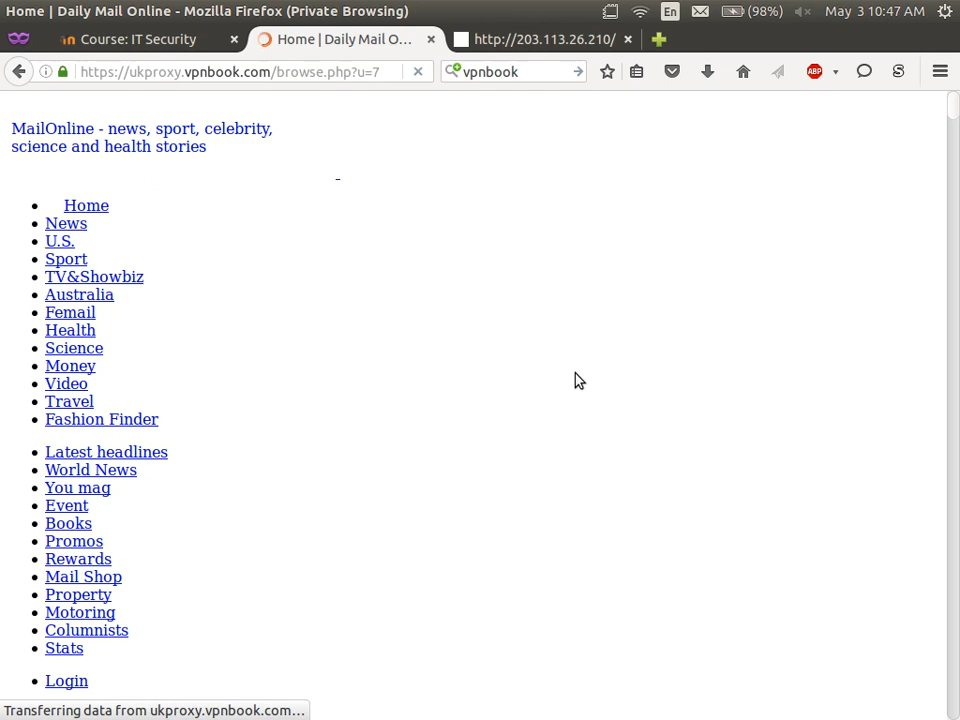 Home | Daily Mail Online - Mozilla Firefox (Private Browsing)
En
(98%)
May 3 10:47 AM
Course: IT Security
Home | Daily Mail O...
http://203.113.26.210/
https://ukproxy.vpnbook.com/browse.php?u=7
vpnbook
ABP
S
MailOnline - news, sport, celebrity,
science and health stories
Home
News
U.S.
Sport
TV&Showbiz
Australia
Femail
Health
Science
Money
Video
Travel
Fashion Finder
Latest headlines
World News
You mag
Event
Books
Promos
Rewards
Mail Shop
Property
Motoring
Columnists
Stats
Login
Transferring data from ukproxy.vpnbook.com...